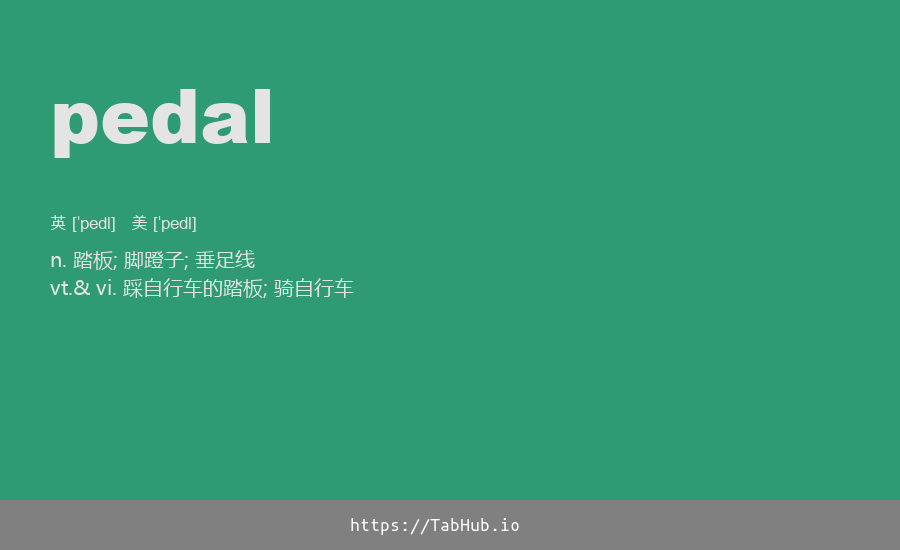 pedal
英 ['pedl]   美 ['pedl]
n. 踏板; 脚蹬子; 垂足线
vt.& vi. 踩自行车的踏板; 骑自行车
https://TabHub.io